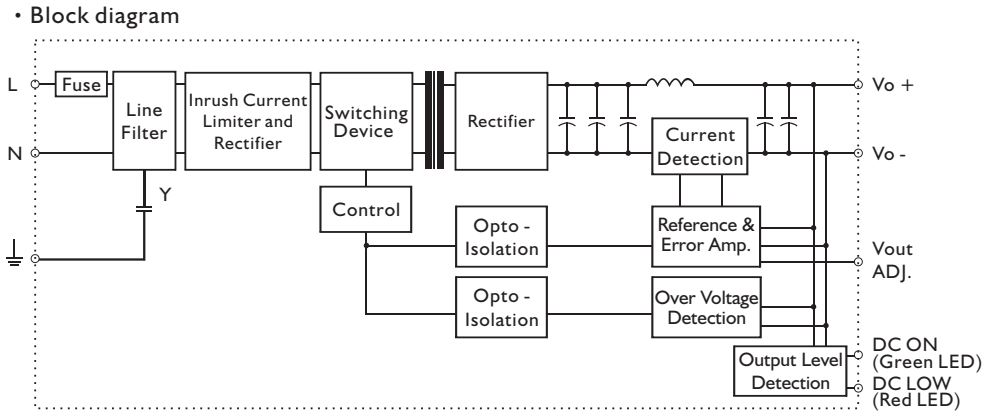 • Block diagram
L
Fuse
Line
Filter
Inrush Current
Limiter and
Rectifier
Switching
Device
Rectifier
Vo +
N
Current
Detection
Vo -
Y
Control
Opto -
Isolation
Reference &
Error Amp.
Vout
ADJ.
Opto -
Isolation
Over Voltage
Detection
Output Level
Detection
DC ON
(Green LED)
DC LOW
(Red LED)